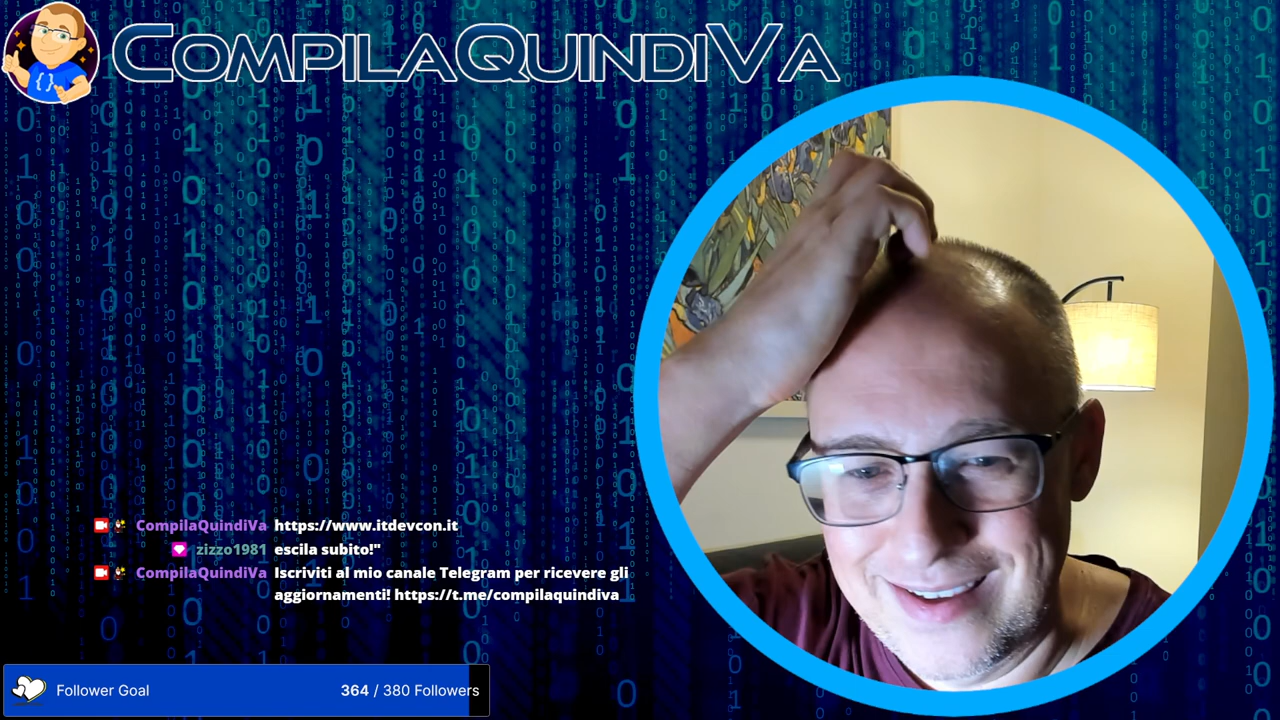 CompilaQuindiVa
CompilaQuindiVa https://www.itdevcon.it
zizzo1981 escila subito!"
CompilaQuindiVa Iscriviti al mio canale Telegram per ricevere gli
aggiornamenti! https://t.me/compilaquindiva
Follower Goal 364 / 380 Followers